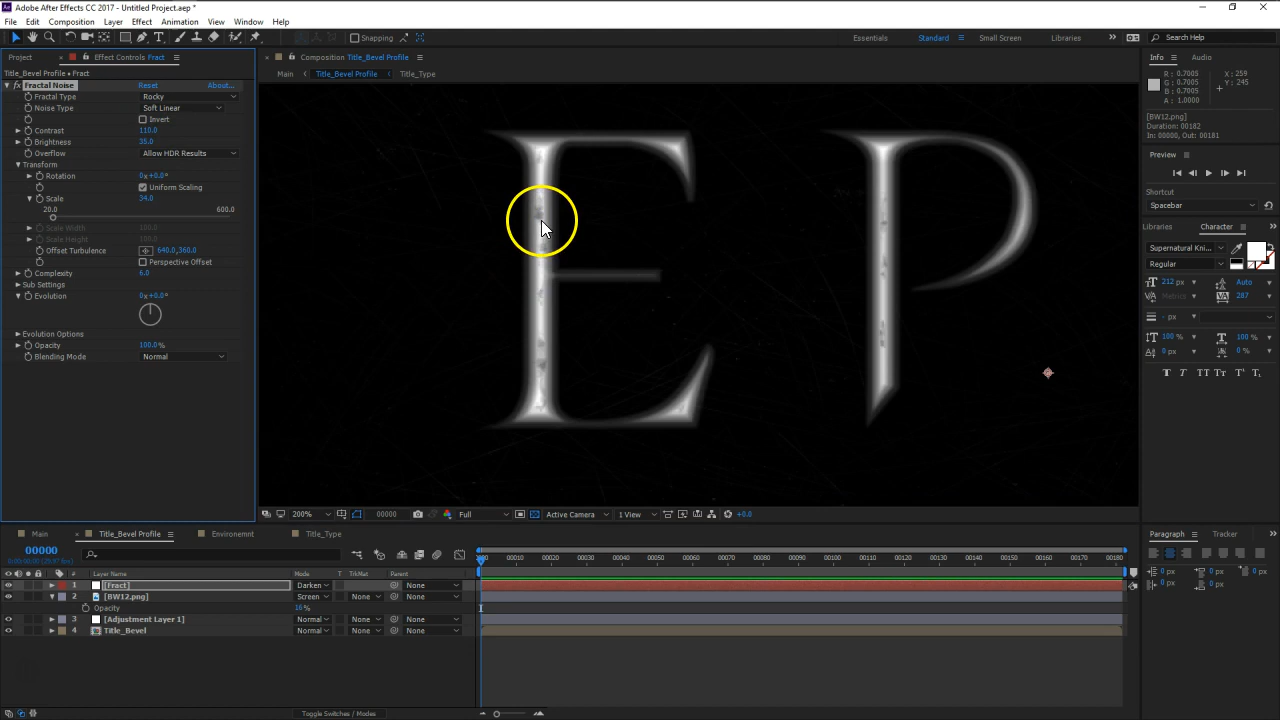 Adobe After Effects CC 2017 - Untitled Project.aep *
File Edit Composition Layer Effect Animation View Window Help
Snapping Essentials Standard Small Screen Libraries Search Help
Project Effect Controls Fract Composition Title_Bevel Profile Info Audio
Title_Bevel Profile • Fract Main Title_Bevel Profile Title_Type
fx Fractal Noise Reset About...
Fractal Type Rocky
Noise Type Soft Linear
Invert
Contrast 110.0
Brightness 35.0
Overflow Allow HDR Results
Transform
Rotation 0x+0.0°
Uniform Scaling
Scale 34.0
20.0 600.0
Scale Width 100.0
Scale Height 100.0
Offset Turbulence 640.0,360.0
Perspective Offset
Complexity 6.0
Sub Settings
Evolution 0x+0.0°
Evolution Options
Opacity 100.0 %
Blending Mode Normal
E P
R : 0.7005
G : 0.7005
B : 0.7005
A : 1.0000
X : 259
Y : 245
[BW12.png]
Duration: 00182
In: 00000, Out: 00181
Preview
Shortcut
Spacebar
Libraries Character
Supernatural Kni...
Regular
212 px Auto
Metrics 287
- px
100 % 100 %
0 px 0 %
T T TT Tт T¹ T₁
200% 00000 Full Active Camera 1 View +0.0
Main Title_Bevel Profile Environemnt Title_Type
00000
# Layer Name Mode T TrkMat Parent
1 [Fract] Darken None
2 [BW12.png] Screen None None
Opacity 16 %
3 [Adjustment Layer 1] Normal None None
4 Title_Bevel Normal None None
00010 00020 00030 00040 00050 00060 00070 00080 00090 00100 00110 00120 00130 00140 00150 00160 00170 00180
Toggle Switches / Modes
Paragraph Tracker
0 px 0 px 0 px
0 px 0 px